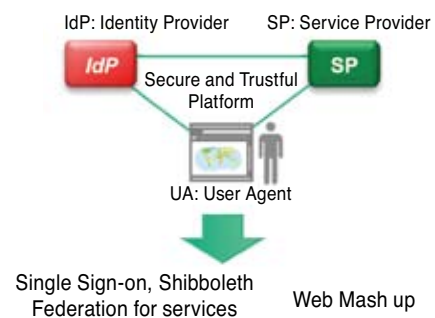 IdP: Identity Provider
SP: Service Provider
IdP
SP
Secure and Trustful
Platform
UA: User Agent
Single Sign-on, Shibboleth
Federation for services
Web Mash up